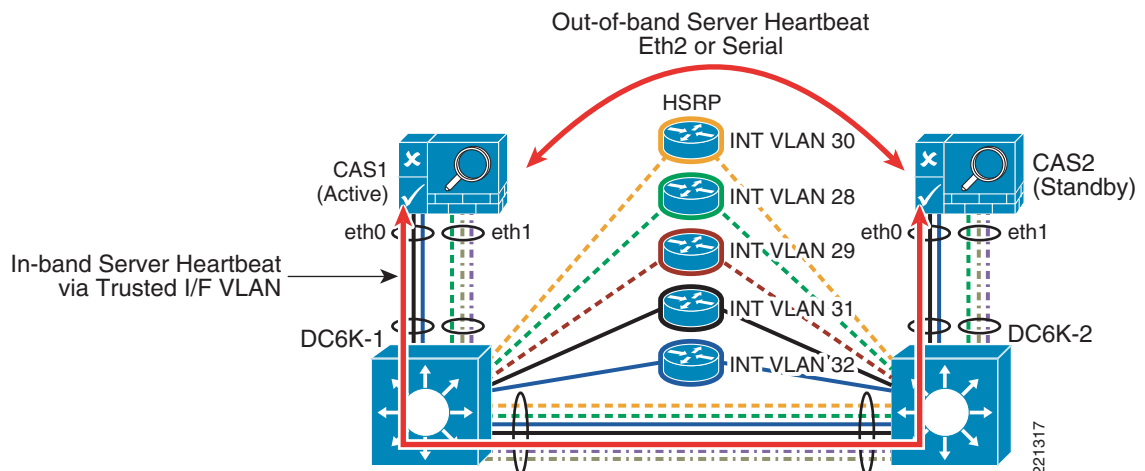 Out-of-band Server Heartbeat
Eth2 or Serial
HSRP
INT VLAN 30
CAS1
(Active)
CAS2
(Standby)
INT VLAN 28
eth0
eth1
INT VLAN 29
eth0
eth1
In-band Server Heartbeat
via Trusted I/F VLAN
INT VLAN 31
DC6K-1
DC6K-2
INT VLAN 32
221317